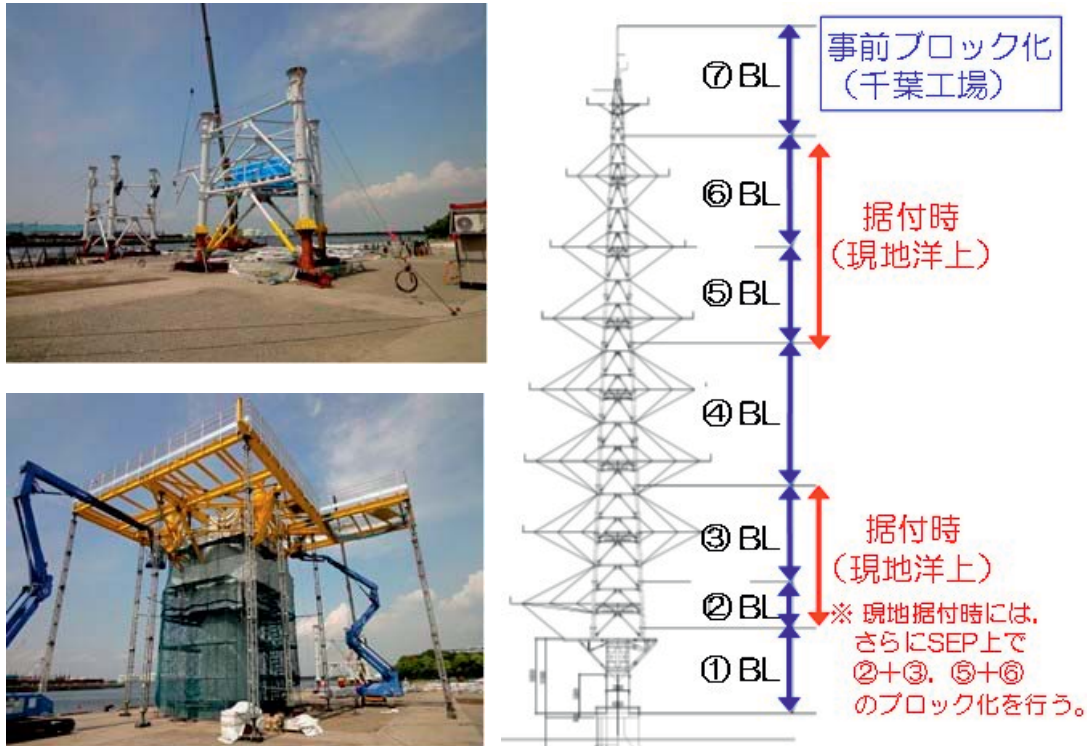 事前ブロック化
（千葉工場）
⑦BL
⑥BL
据付時
（現地洋上）
⑤BL
④BL
③BL
据付時
（現地洋上）
②BL
※ 現地据付時には，
さらにSEP上で
①BL
②+③，⑤+⑥
のブロック化を行う。